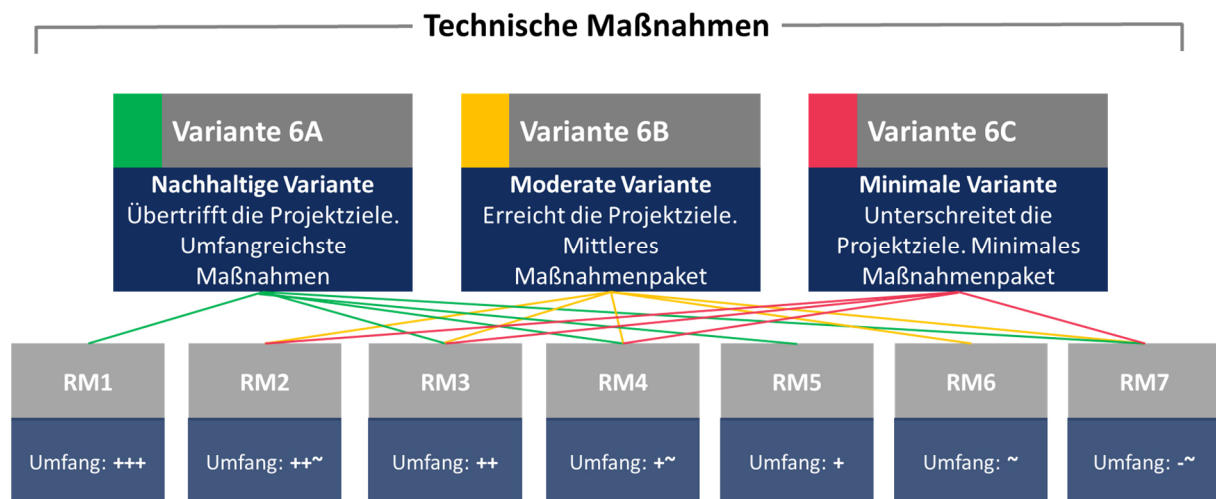 Technische Maßnahmen
Variante 6A
Nachhaltige Variante
Übertrifft die Projektziele.
Umfangreichste
Maßnahmen
Variante 6B
Moderate Variante
Erreicht die Projektziele.
Mittleres
Maßnahmenpaket
Variante 6C
Minimale Variante
Unterschreitet die
Projektziele. Minimales
Maßnahmenpaket
RM1
Umfang: +++
RM2
Umfang: ++~
RM3
Umfang: ++
RM4
Umfang: +~
RM5
Umfang: +
RM6
Umfang: ~
RM7
Umfang: -~